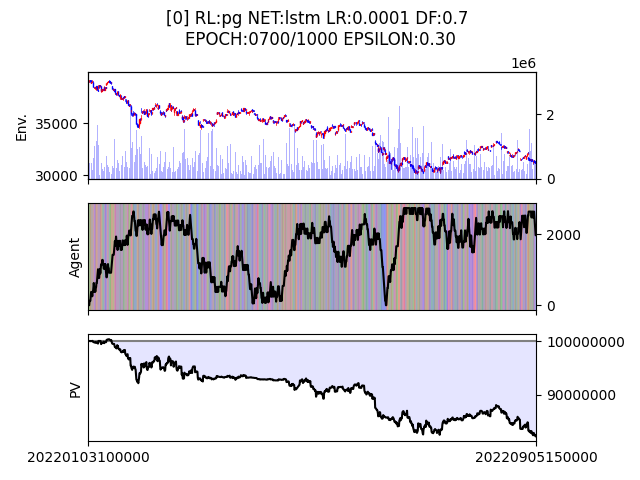 [0] RL:pg NET:lstm LR:0.0001 DF:0.7
EPOCH:0700/1000 EPSILON:0.30
1e6
Env.
35000
30000
2
0
Agent
2000
0
PV
100000000
90000000
20220103100000
20220905150000